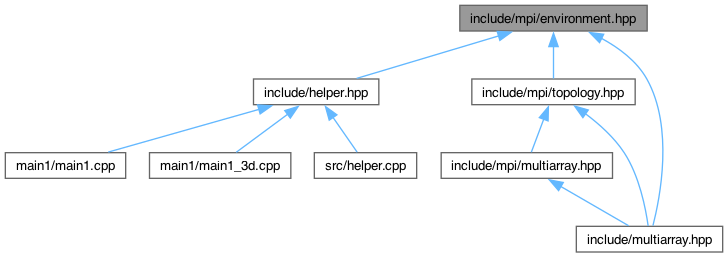 include/mpi/environment.hpp
include/helper.hpp
include/mpi/topology.hpp
main1/main1.cpp
main1/main1_3d.cpp
src/helper.cpp
include/mpi/multiarray.hpp
include/multiarray.hpp